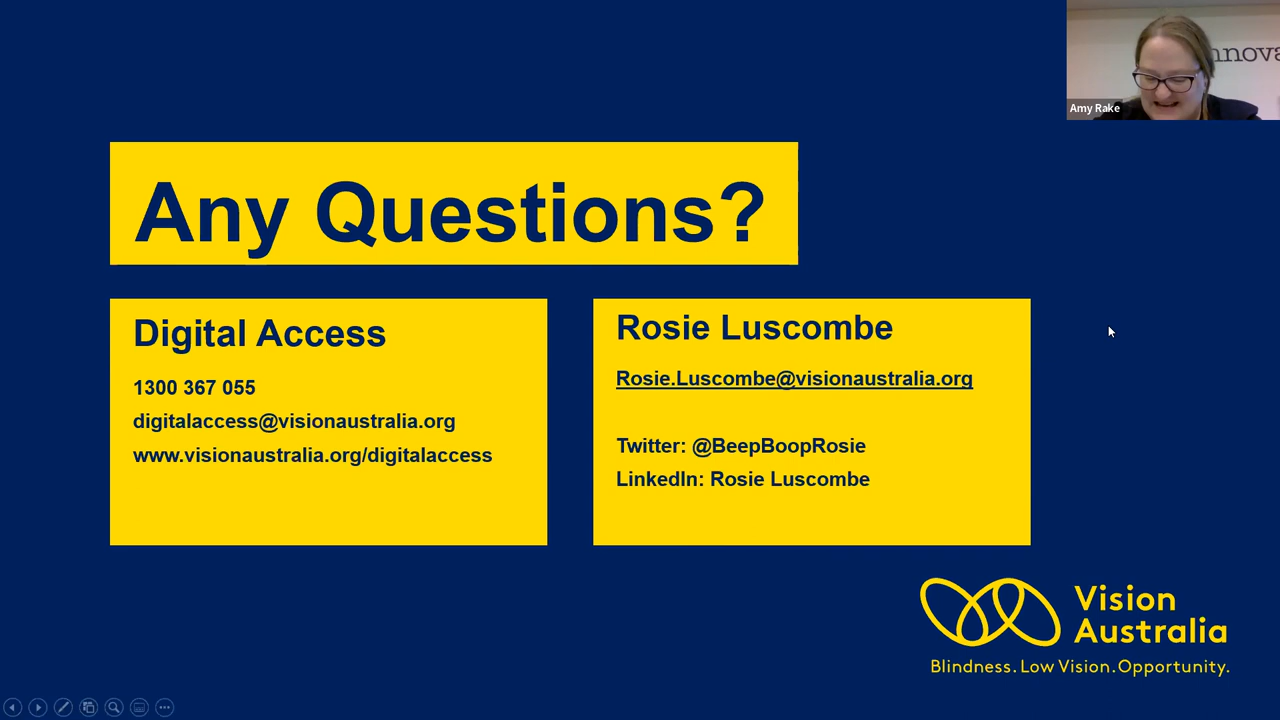 nnova
Amy Rake
Any Questions?
Digital Access
1300 367 055
digitalaccess@visionaustralia.org
www.visionaustralia.org/digitalaccess
Rosie Luscombe
Rosie.Luscombe@visionaustralia.org
Twitter: @BeepBoopRosie
LinkedIn: Rosie Luscombe
Vision
Australia
Blindness. Low Vision. Opportunity.